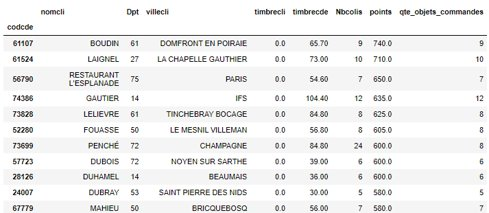 nomcli Dpt villecli timbrecli timbrecde Nbcolis points qte_objets_commandes
codcde
61107 BOUDIN 61 DOMFRONT EN POIRAIE 0.0 65.70 9 740.0 9
61524 LAIGNEL 27 LA CHAPELLE GAUTHIER 0.0 73.00 10 710.0 10
56790 RESTAURANT L'ESPLANADE 75 PARIS 0.0 54.60 7 650.0 7
74386 GAUTIER 14 IFS 0.0 104.40 12 635.0 12
73828 LELIEVRE 61 TINCHEBRAY BOCAGE 0.0 84.80 8 625.0 8
52280 FOUASSE 50 LE MESNIL VILLEMAN 0.0 56.80 8 605.0 8
73699 PENCHÉ 72 CHAMPAGNE 0.0 84.80 24 600.0 8
57723 DUBOIS 72 NOYEN SUR SARTHE 0.0 39.00 6 600.0 6
28126 DUHAMEL 14 BEAUMAIS 0.0 36.00 6 600.0 6
24007 DUBRAY 53 SAINT PIERRE DES NIDS 0.0 30.00 5 580.0 5
67779 MAHIEU 50 BRICQUEBOSQ 0.0 56.00 7 580.0 7